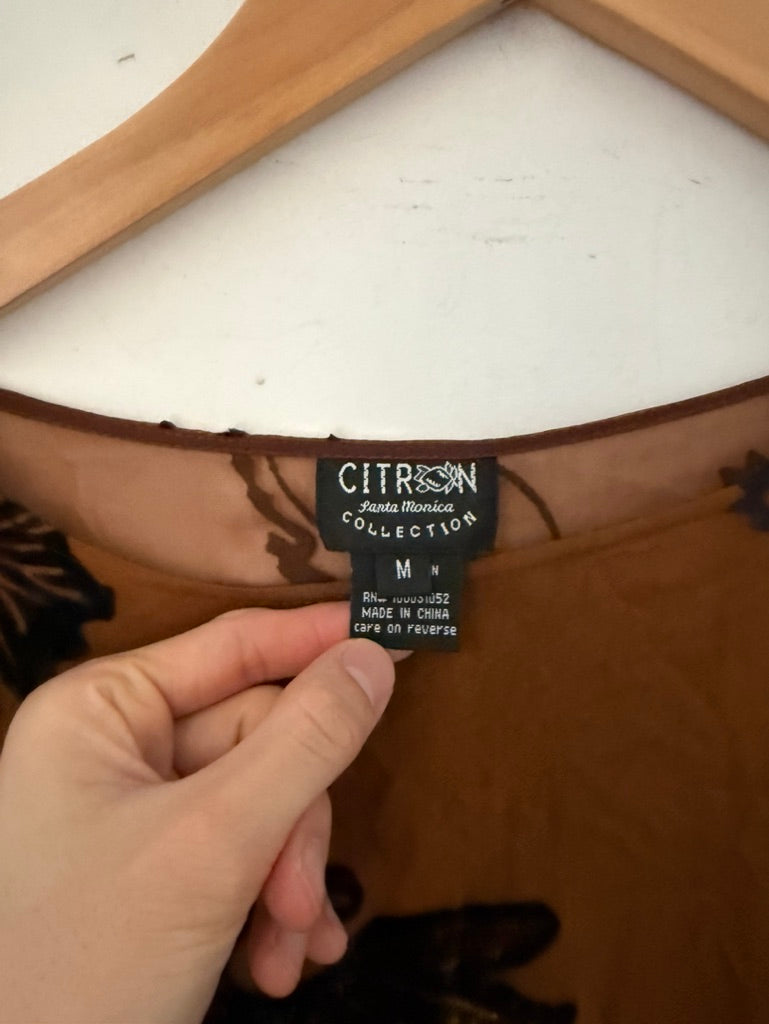 CITRON
Santa Monica
COLLECTION
M N
MADE IN CHINA
care on reverse